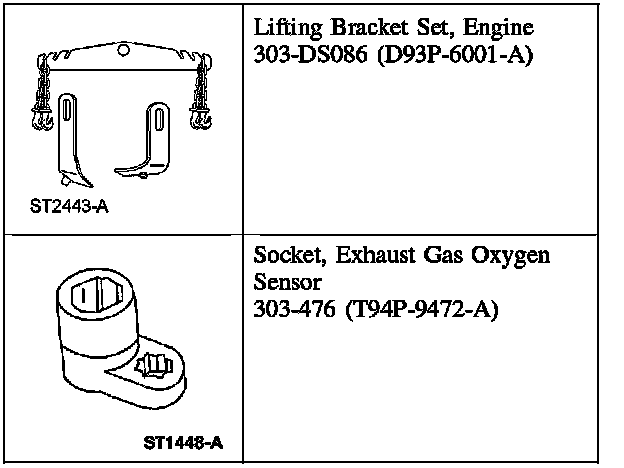 Lifting Bracket Set, Engine
303-DS086 (D93P-6001-A)
ST2443-A
Socket, Exhaust Gas Oxygen
Sensor
303-476 (T94P-9472-A)
ST1448-A